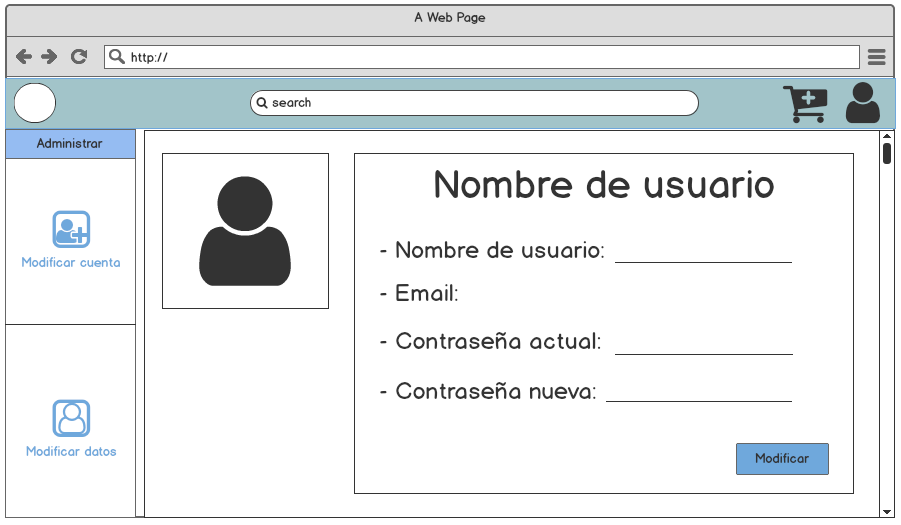 A Web Page
http://
search
Administrar
Modificar cuenta
Modificar datos
Nombre de usuario
- Nombre de usuario:
- Email:
- Contraseña actual:
- Contraseña nueva:
Modificar